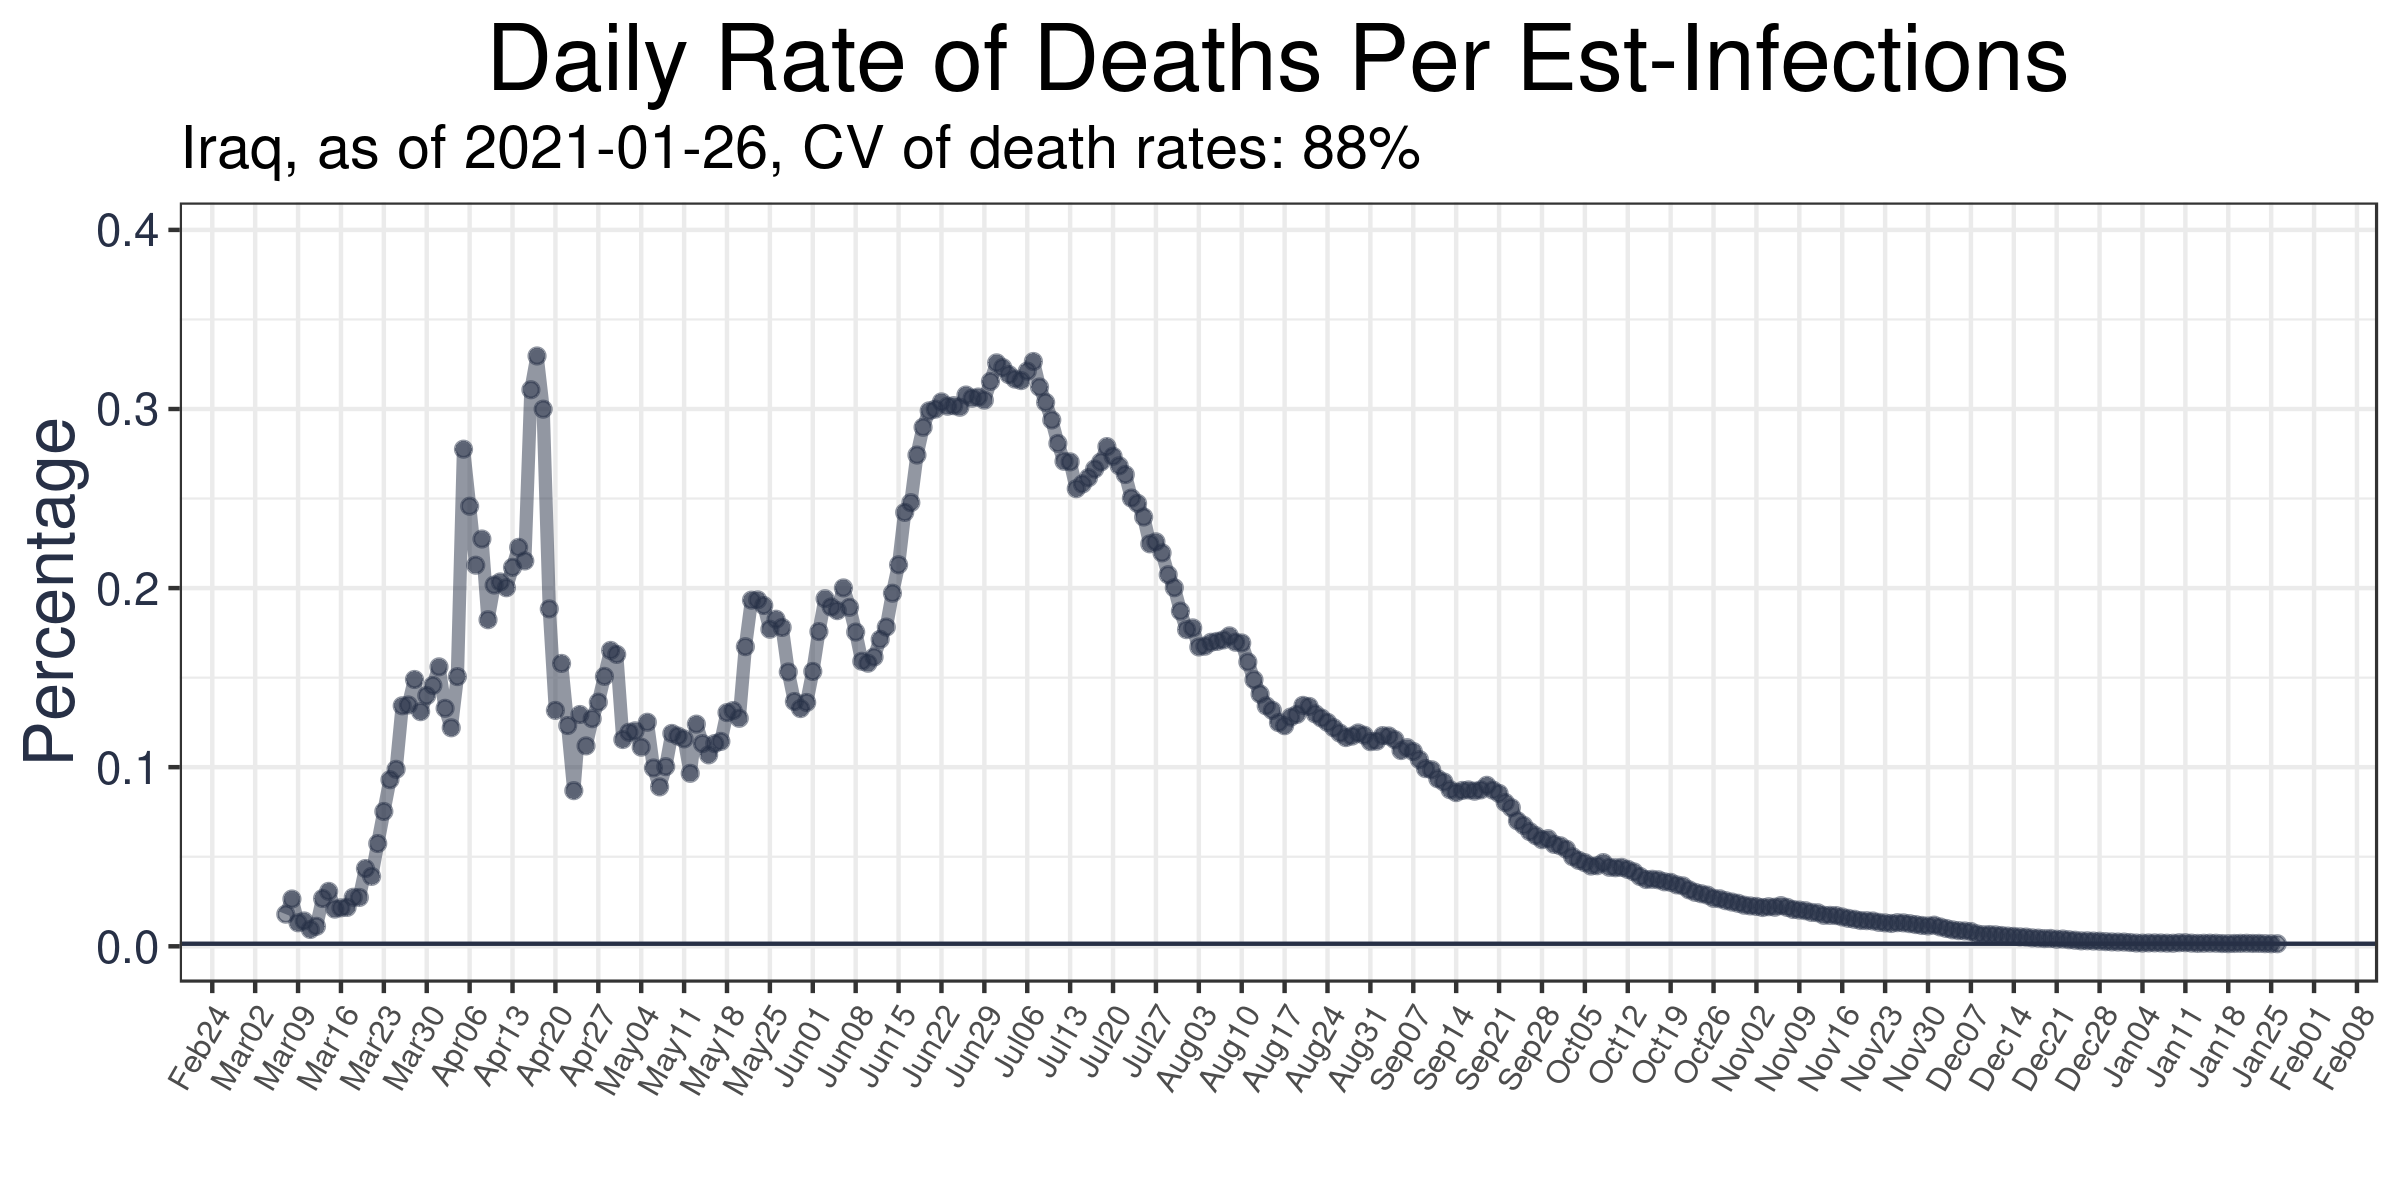 Daily Rate of Deaths Per Est-Infections
Iraq, as of 2021-01-26, CV of death rates: 88%
Percentage
0.4
0.3
0.2
0.1
0.0
Feb24
Mar02
Mar09
Mar16
Mar23
Mar30
Apr06
Apr13
Apr20
Apr27
May04
May11
May18
May25
Jun01
Jun08
Jun15
Jun22
Jun29
Jul06
Jul13
Jul20
Jul27
Aug03
Aug10
Aug17
Aug24
Aug31
Sep07
Sep14
Sep21
Sep28
Oct05
Oct12
Oct19
Oct26
Nov02
Nov09
Nov16
Nov23
Nov30
Dec07
Dec14
Dec21
Dec28
Jan04
Jan11
Jan18
Jan25
Feb01
Feb08